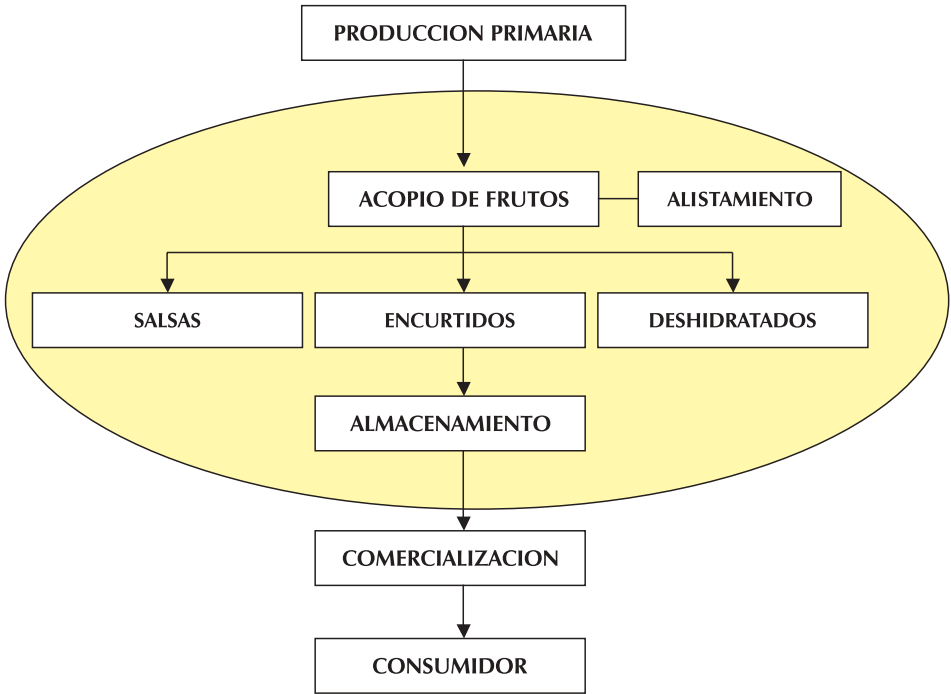 PRODUCCION PRIMARIA
ACOPIO DE FRUTOS
ALISTAMIENTO
SALSAS
ENCURTIDOS
DESHIDRATADOS
ALMACENAMIENTO
COMERCIALIZACION
CONSUMIDOR